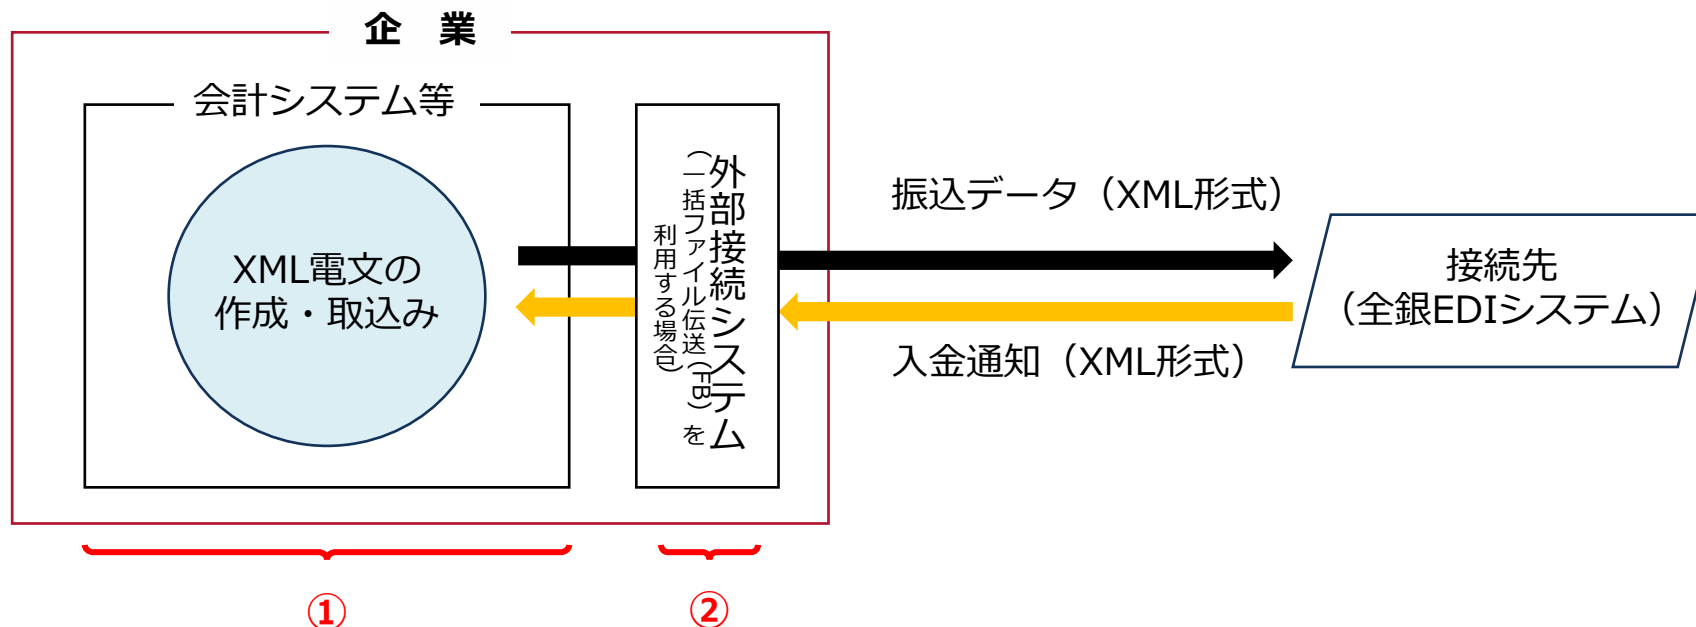 企　業
会計システム等
XML電文の
作成・取込み
外部接続システム
（一括ファイル伝送（FB）を
利用する場合）
振込データ（XML形式）
入金通知（XML形式）
接続先
（全銀EDIシステム）
①
②